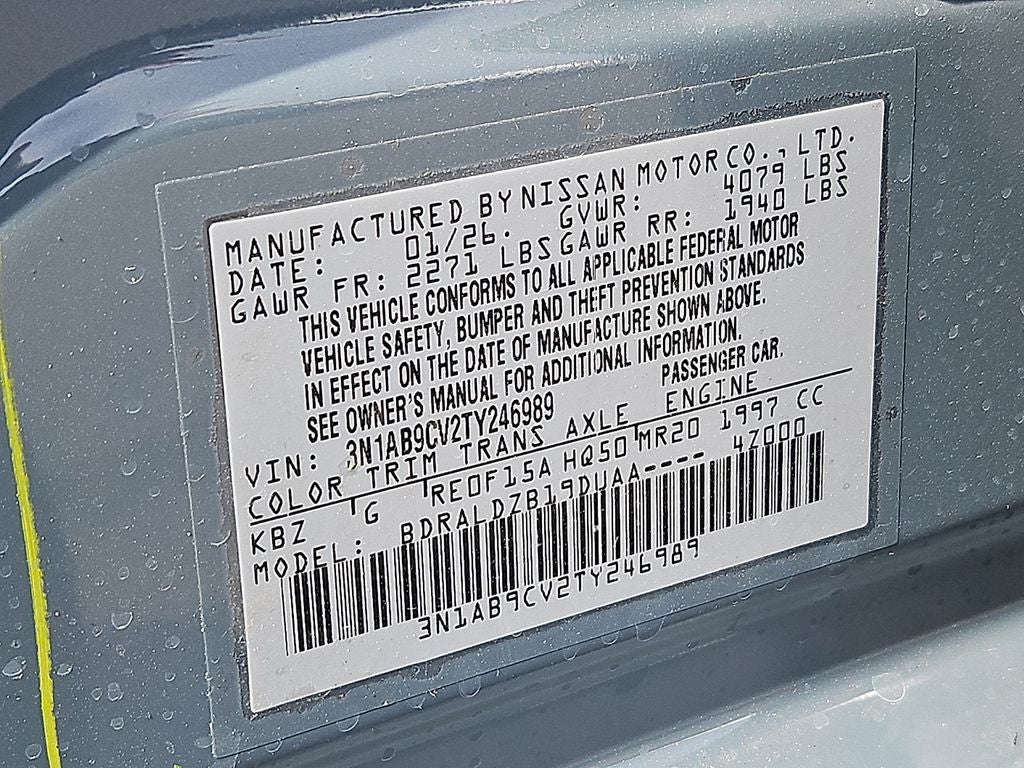 MANUFACTURED BY NISSAN MOTOR CO., LTD.
DATE: 01/26. GVWR: 4079 LBS
GAWR FR: 2271 LBS GAWR RR: 1940 LBS
THIS VEHICLE CONFORMS TO ALL APPLICABLE FEDERAL MOTOR
VEHICLE SAFETY, BUMPER AND THEFT PREVENTION STANDARDS
IN EFFECT ON THE DATE OF MANUFACTURE SHOWN ABOVE.
SEE OWNER'S MANUAL FOR ADDITIONAL INFORMATION.
VIN: 3N1AB9CV2TY246989 PASSENGER CAR.
COLOR TRIM TRANS AXLE ENGINE
KBZ G RE0F15A HQ50 MR20 1997 CC
MODEL: BDRALDZB19DUAA---- 4Z000
3N1AB9CV2TY246989